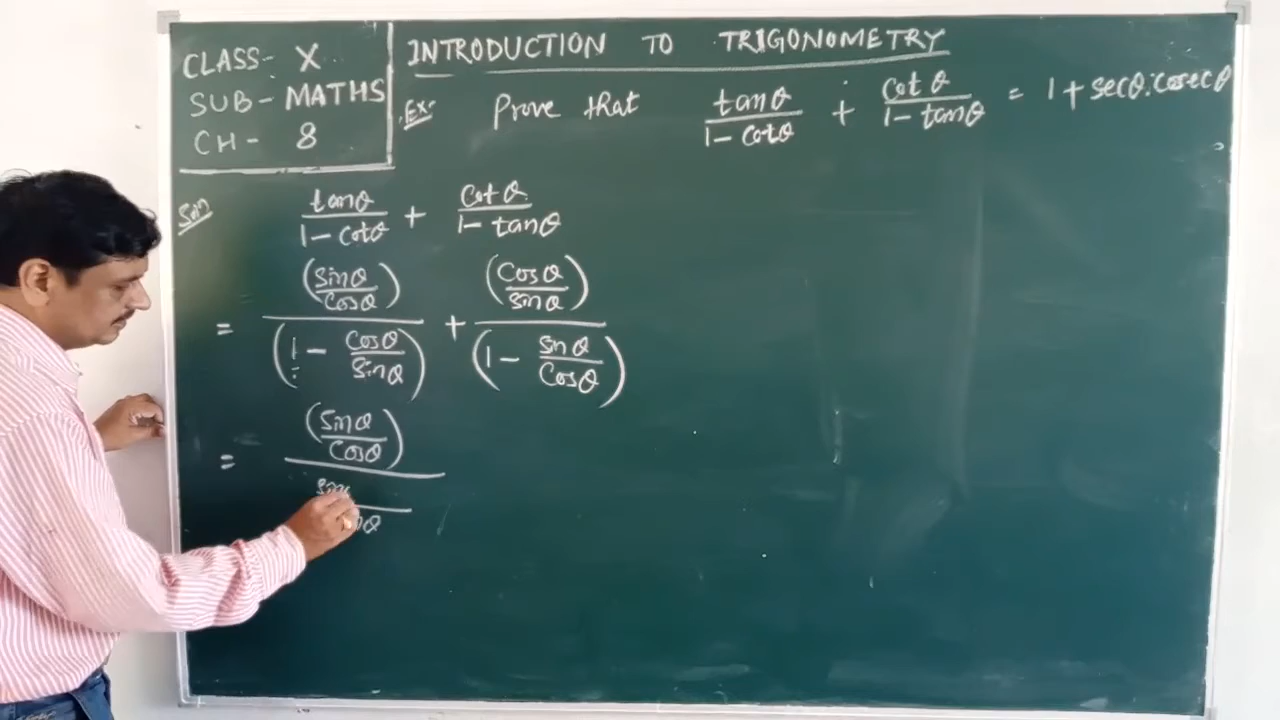 CLASS- X
SUB - MATHS
CH - 8
INTRODUCTION TO TRIGONOMETRY
Ex: Prove that tanθ/(1 - cotθ) + cotθ/(1 - tanθ) = 1 + secθ.cosecθ
Soln tanθ/(1 - cotθ) + cotθ/(1 - tanθ)
= (sinθ/cosθ)/(1 - cosθ/sinθ) + (cosθ/sinθ)/(1 - sinθ/cosθ)
= (sinθ/cosθ)